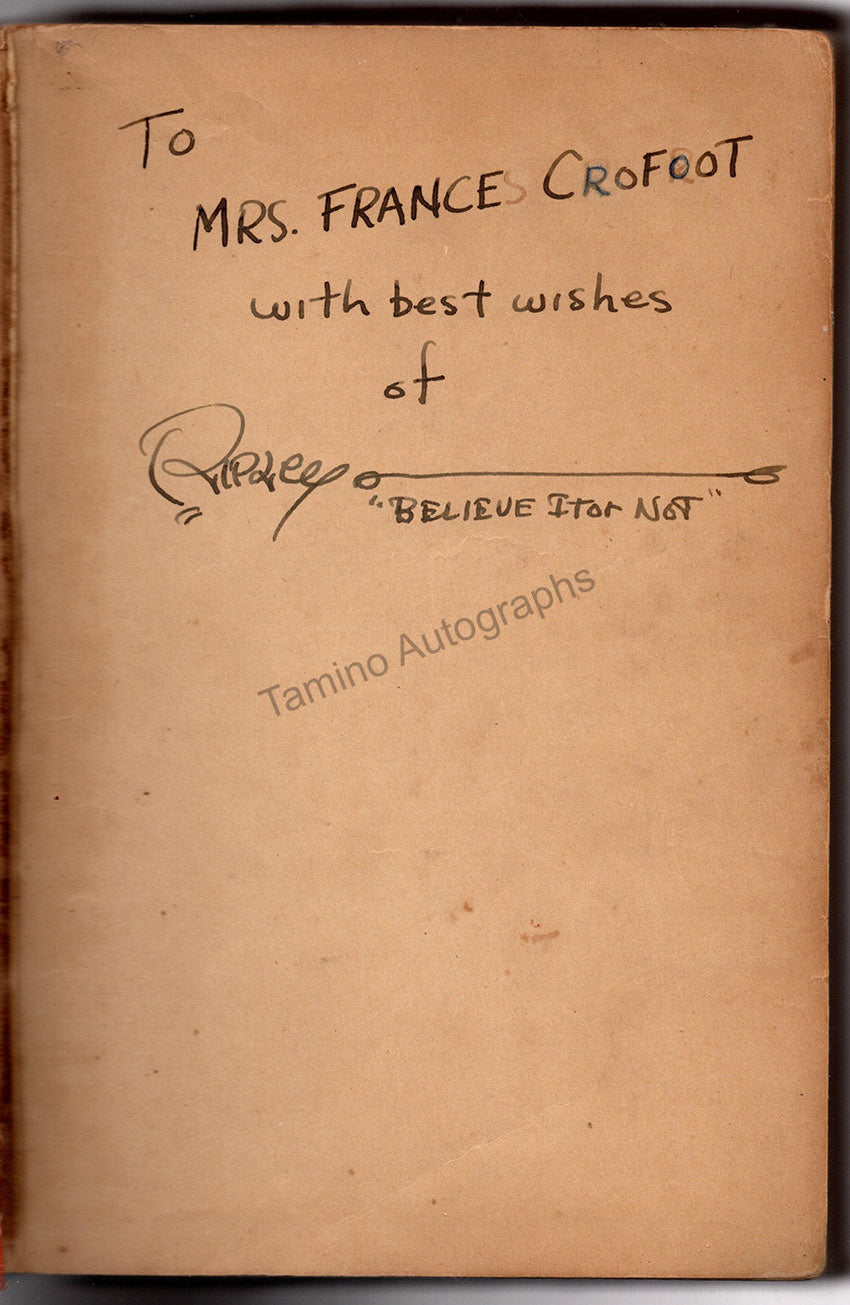 To
MRS. FRANCES CROFOOT
with best wishes
of
RIPLEY
"BELIEVE IT or NOT"
Tamino Autographs